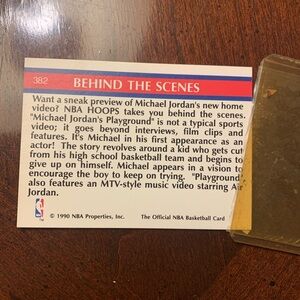 382
BEHIND THE SCENES
Want a sneak preview of Michael Jordan's new home
video? NBA HOOPS takes you behind the scenes.
"Michael Jordan's Playground" is not a typical sports
video; it goes beyond interviews, film clips and
features. It's Michael in his first appearance as an
actor! The story revolves around a kid who gets cut
from his high school basketball team and begins to
give up on himself. Michael appears in a vision to
encourage the boy to keep on trying. "Playground",
also features an MTV-style music video starring Air
Jordan.
© 1990 NBA Properties, Inc. The Official NBA Basketball Card